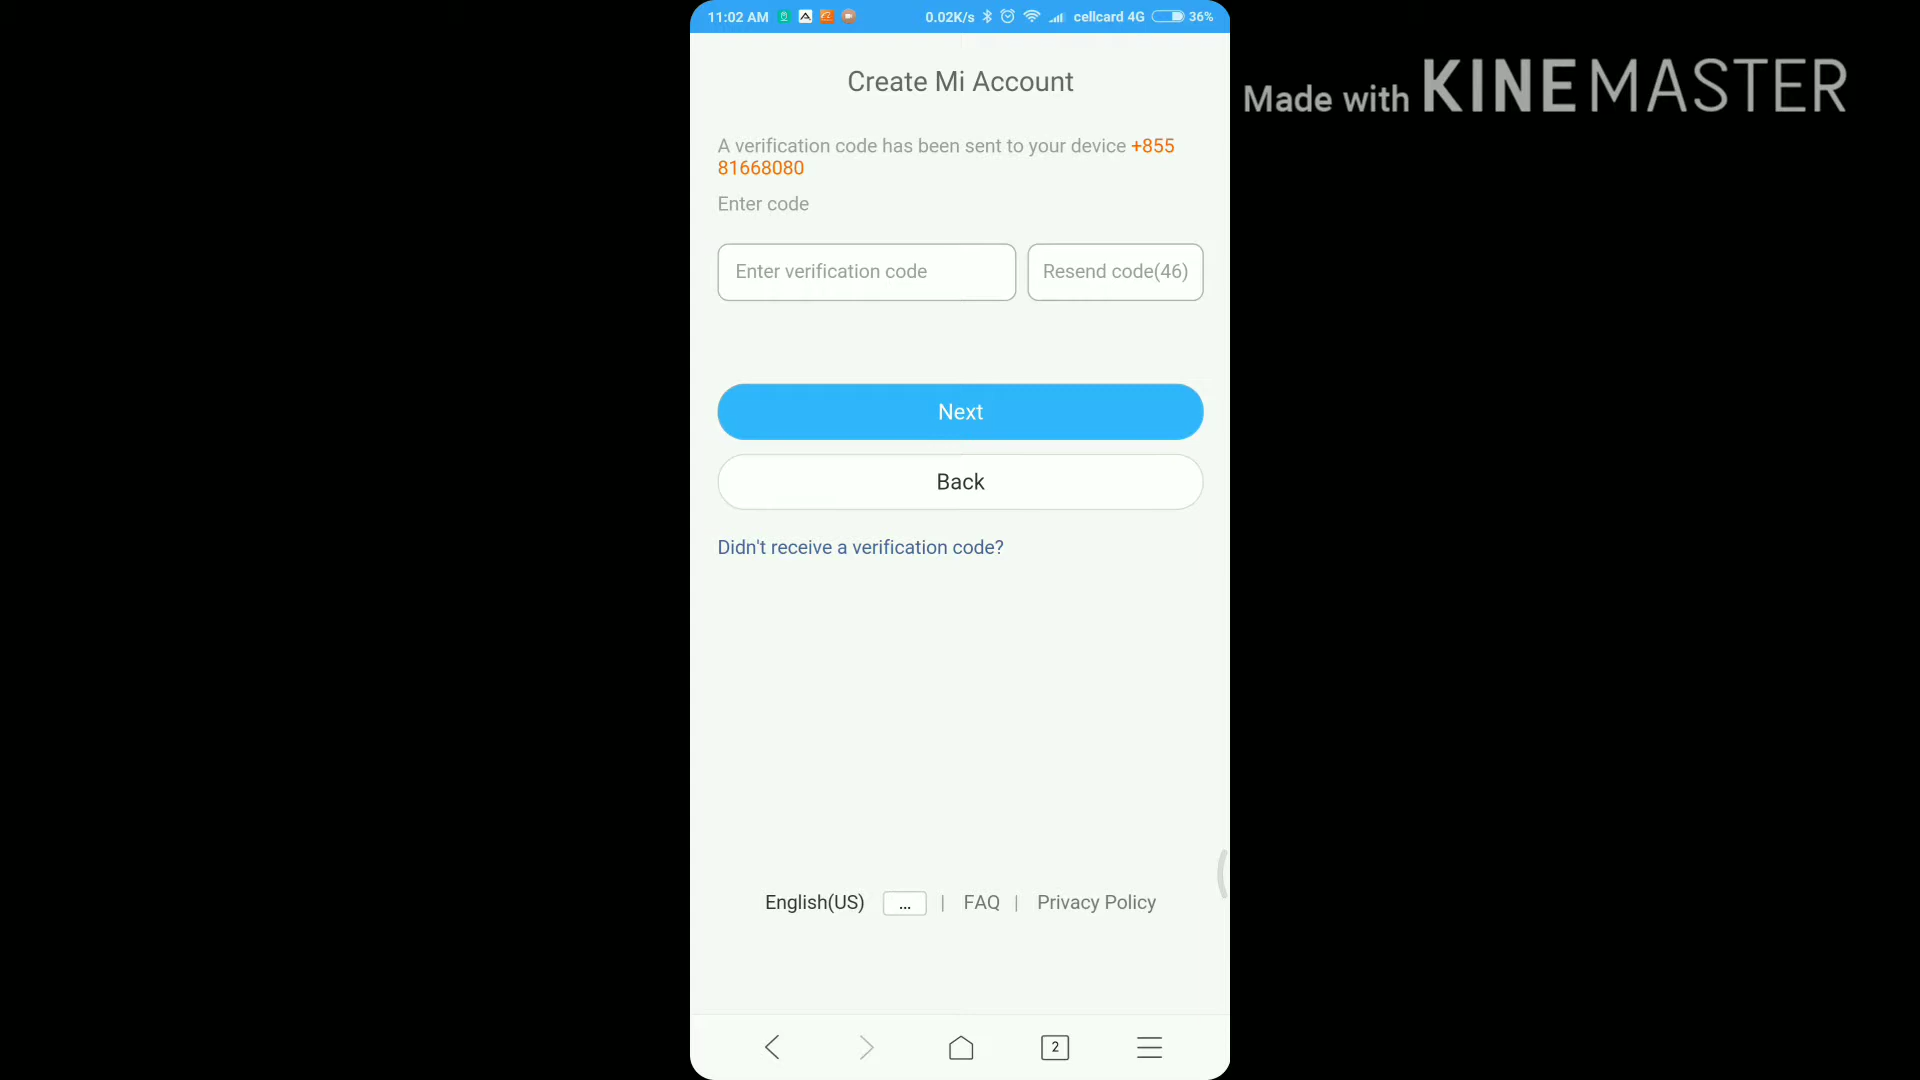 11:02 AM
0.02K/s cellcard 4G 36%
Made with KINEMASTER
Create Mi Account
A verification code has been sent to your device +855
81668080
Enter code
Enter verification code
Resend code(46)
Next
Back
Didn't receive a verification code?
English(US) ... | FAQ | Privacy Policy
2